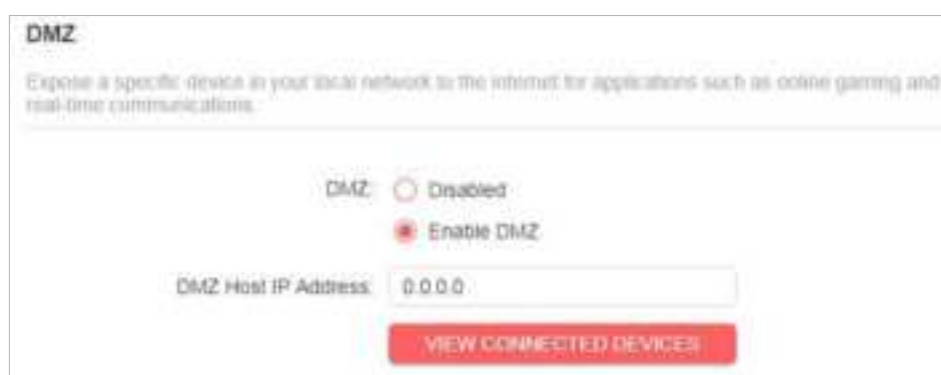 DMZ
Expose a specific device in your local network to the internet for applications such as online gaming and
real-time communications.
DMZ: Disabled
Enable DMZ
DMZ Host IP Address: 0.0.0.0
VIEW CONNECTED DEVICES